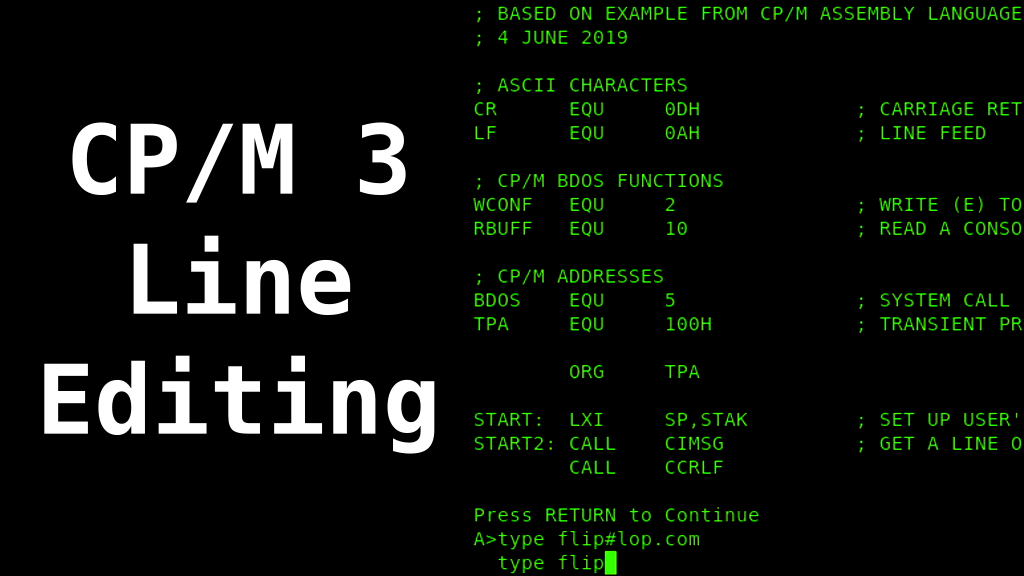 CP/M 3
Line
Editing
; BASED ON EXAMPLE FROM CP/M ASSEMBLY LANGUAGE
; 4 JUNE 2019
; ASCII CHARACTERS
CR EQU 0DH ; CARRIAGE RET
LF EQU 0AH ; LINE FEED
; CP/M BDOS FUNCTIONS
WCONF EQU 2 ; WRITE (E) TO
RBUFF EQU 10 ; READ A CONSO
; CP/M ADDRESSES
BDOS EQU 5 ; SYSTEM CALL
TPA EQU 100H ; TRANSIENT PR
ORG TPA
START: LXI SP,STAK ; SET UP USER'
START2: CALL CIMSG ; GET A LINE O
CALL CCRLF
Press RETURN to Continue
A>type flip#lop.com
type flip